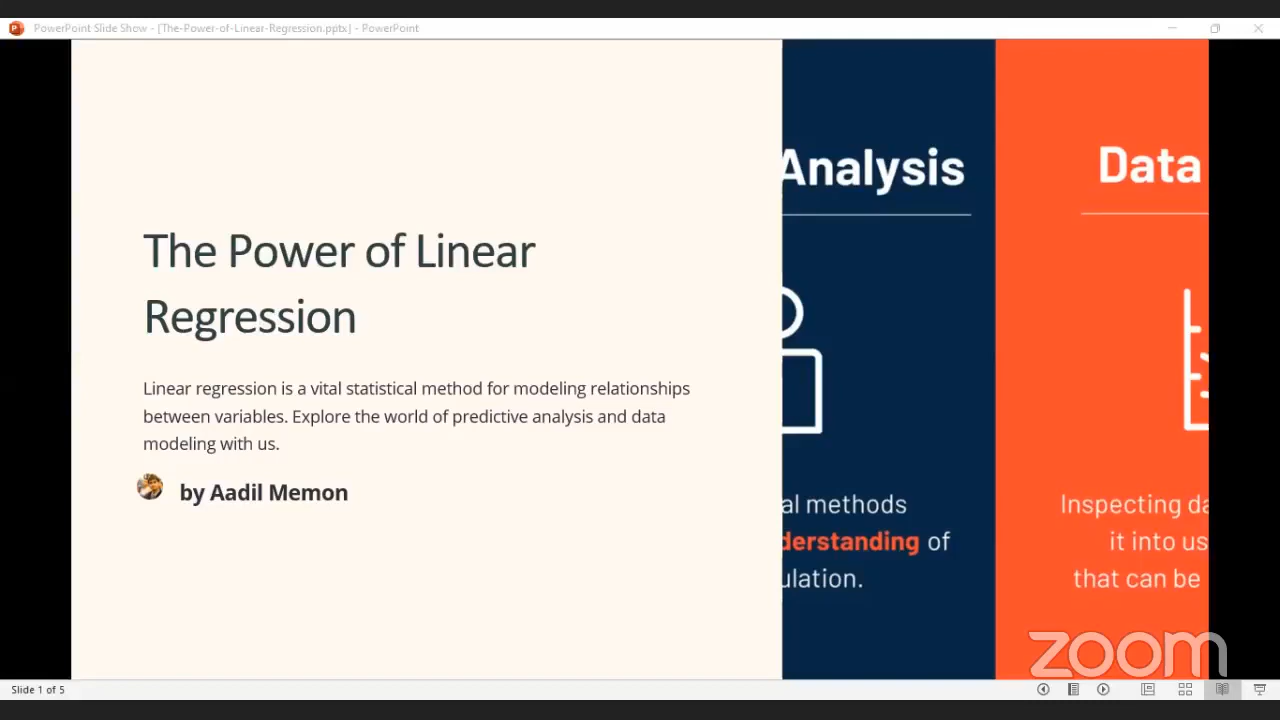 PowerPoint Slide Show - [The-Power-of-Linear-Regression.pptx] - PowerPoint
The Power of Linear
Regression
Linear regression is a vital statistical method for modeling relationships
between variables. Explore the world of predictive analysis and data
modeling with us.
by Aadil Memon
Analysis
al methods
derstanding of
ulation.
Data
Inspecting da
it into us
that can be
zoom
Slide 1 of 5